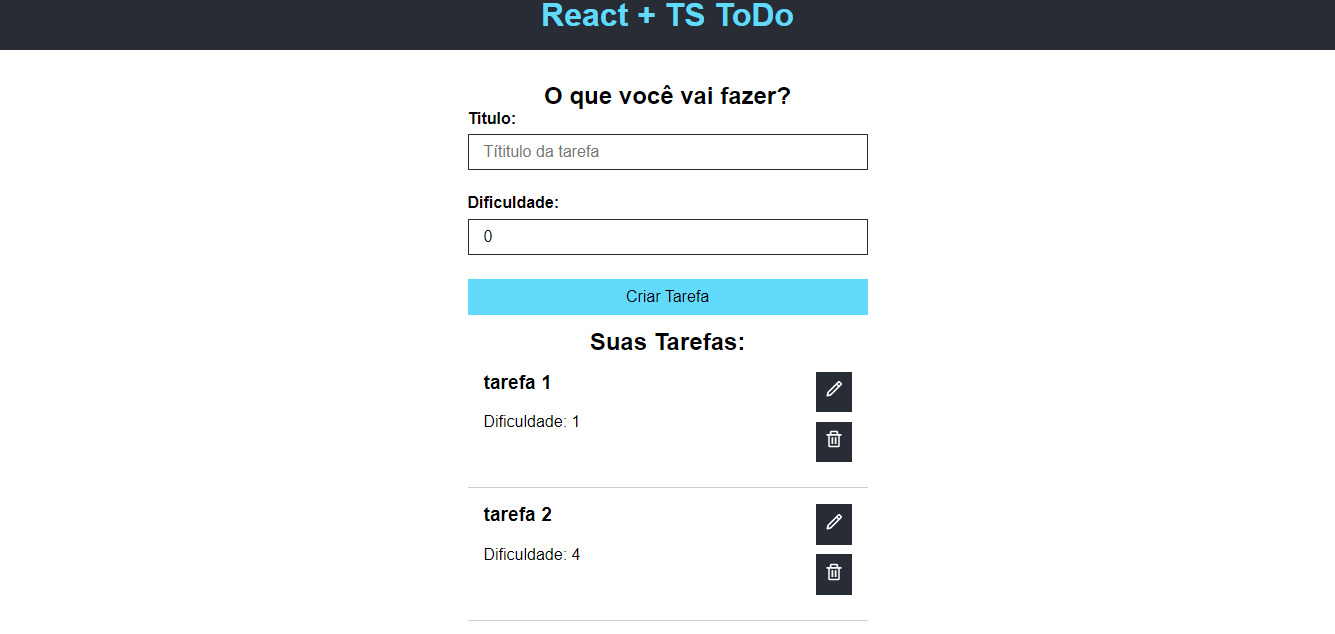 React + TS ToDo
O que você vai fazer?
Titulo:
Títitulo da tarefa
Dificuldade:
0
Criar Tarefa
Suas Tarefas:
tarefa 1
Dificuldade: 1
tarefa 2
Dificuldade: 4